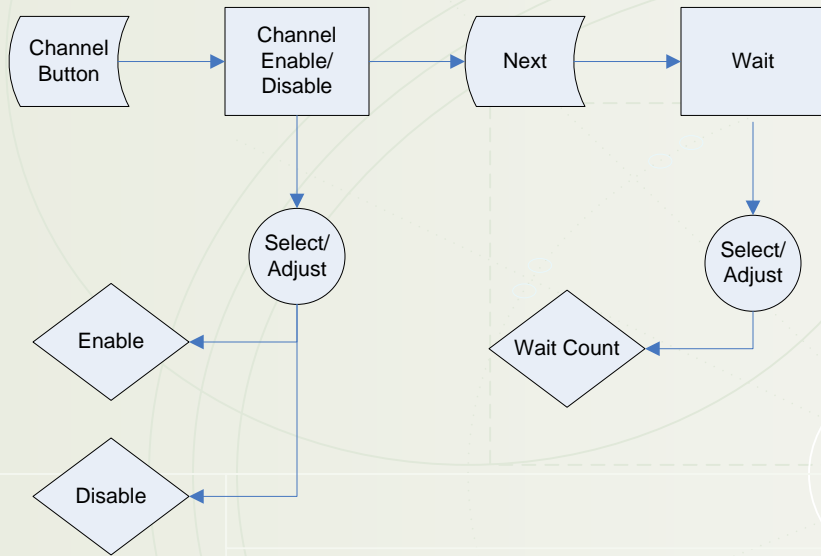 Channel
Button
Channel
Enable/
Disable
Next
Wait
Select/
Adjust
Select/
Adjust
Enable
Wait Count
Disable